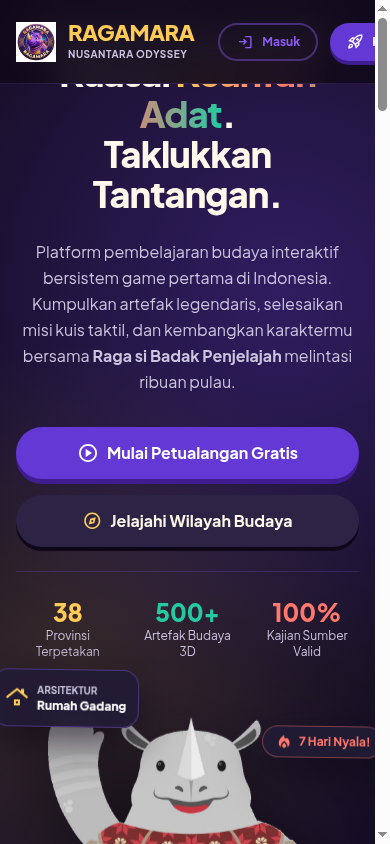 RAGAMARA
NUSANTARA ODYSSEY
Masuk
Adat.
Taklukkan
Tantangan.
Platform pembelajaran budaya interaktif
bersistem game pertama di Indonesia.
Kumpulkan artefak legendaris, selesaikan
misi kuis taktil, dan kembangkan karaktermu
bersama Raga si Badak Penjelajah melintasi
ribuan pulau.
Mulai Petualangan Gratis
Jelajahi Wilayah Budaya
38
Provinsi
Terpetakan
500+
Artefak Budaya
3D
100%
Kajian Sumber
Valid
ARSITEKTUR
Rumah Gadang
7 Hari Nyala!